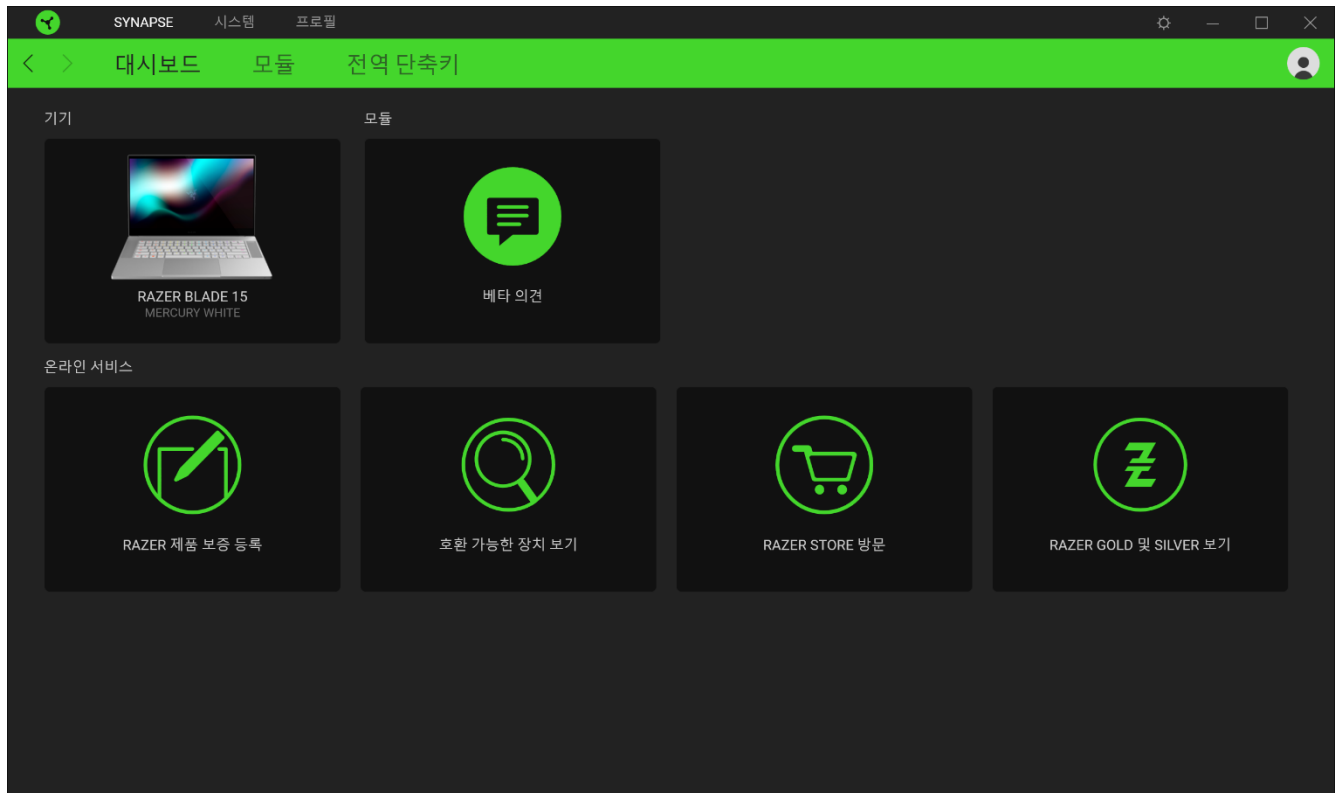 SYNAPSE 시스템 프로필
대시보드 모듈 전역 단축키
기기 모듈
RAZER BLADE 15
MERCURY WHITE
베타 의견
온라인 서비스
RAZER 제품 보증 등록
호환 가능한 장치 보기
RAZER STORE 방문
RAZER GOLD 및 SILVER 보기